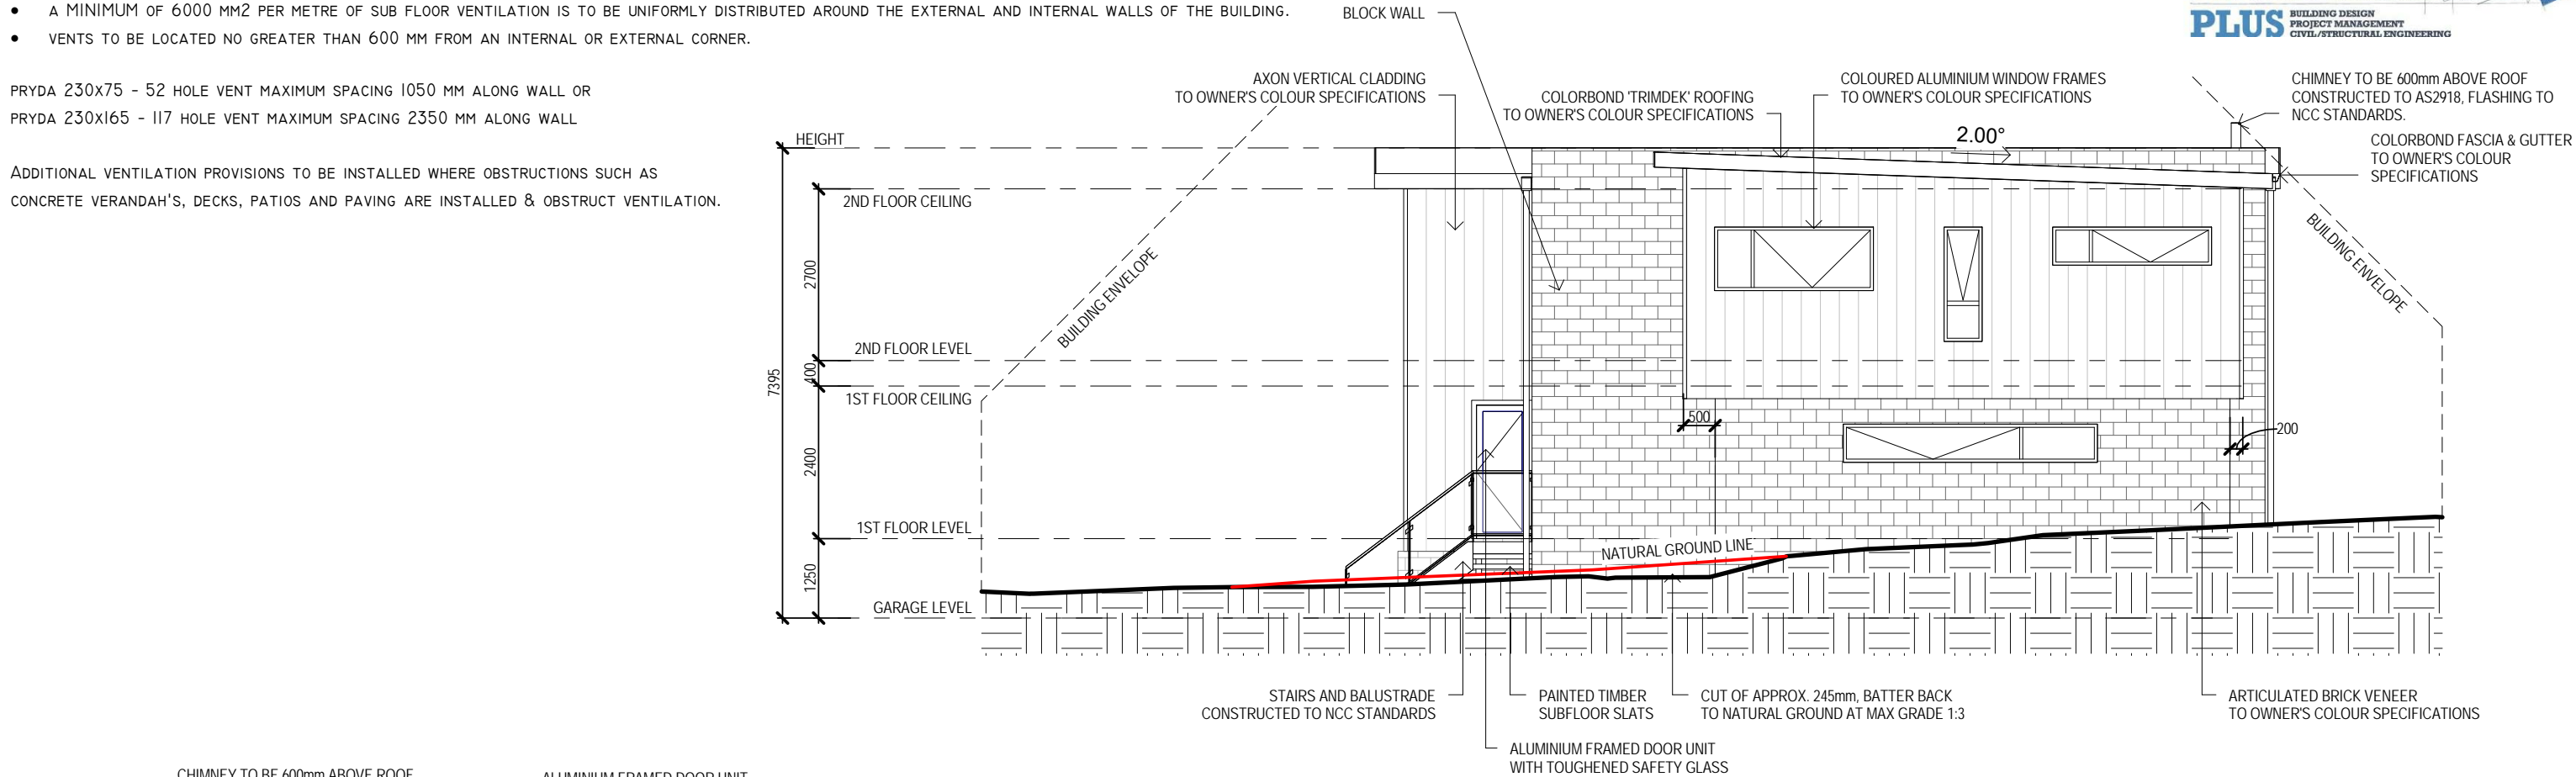 • A MINIMUM OF 6000 MM2 PER METRE OF SUB FLOOR VENTILATION IS TO BE UNIFORMLY DISTRIBUTED AROUND THE EXTERNAL AND INTERNAL WALLS OF THE BUILDING.
• VENTS TO BE LOCATED NO GREATER THAN 600 MM FROM AN INTERNAL OR EXTERNAL CORNER.
PRYDA 230X75 - 52 HOLE VENT MAXIMUM SPACING 1050 MM ALONG WALL OR
PRYDA 230X165 - 117 HOLE VENT MAXIMUM SPACING 2350 MM ALONG WALL
ADDITIONAL VENTILATION PROVISIONS TO BE INSTALLED WHERE OBSTRUCTIONS SUCH AS
CONCRETE VERANDAH'S, DECKS, PATIOS AND PAVING ARE INSTALLED & OBSTRUCT VENTILATION.
PLUS
BUILDING DESIGN
PROJECT MANAGEMENT
CIVIL/STRUCTURAL ENGINEERING
BLOCK WALL
AXON VERTICAL CLADDING
TO OWNER'S COLOUR SPECIFICATIONS
COLORBOND 'TRIMDEK' ROOFING
TO OWNER'S COLOUR SPECIFICATIONS
COLOURED ALUMINIUM WINDOW FRAMES
TO OWNER'S COLOUR SPECIFICATIONS
CHIMNEY TO BE 600mm ABOVE ROOF
CONSTRUCTED TO AS2918, FLASHING TO
NCC STANDARDS.
COLORBOND FASCIA & GUTTER
TO OWNER'S COLOUR
SPECIFICATIONS
2.00°
HEIGHT
2ND FLOOR CEILING
2700
BUILDING ENVELOPE
BUILDING ENVELOPE
2ND FLOOR LEVEL
400
7395
1ST FLOOR CEILING
500
200
2400
1ST FLOOR LEVEL
NATURAL GROUND LINE
1250
GARAGE LEVEL
STAIRS AND BALUSTRADE
CONSTRUCTED TO NCC STANDARDS
PAINTED TIMBER
SUBFLOOR SLATS
CUT OF APPROX. 245mm, BATTER BACK
TO NATURAL GROUND AT MAX GRADE 1:3
ARTICULATED BRICK VENEER
TO OWNER'S COLOUR SPECIFICATIONS
ALUMINIUM FRAMED DOOR UNIT
WITH TOUGHENED SAFETY GLASS
CHIMNEY TO BE 600mm ABOVE ROOF
ALUMINIUM FRAMED DOOR UNIT